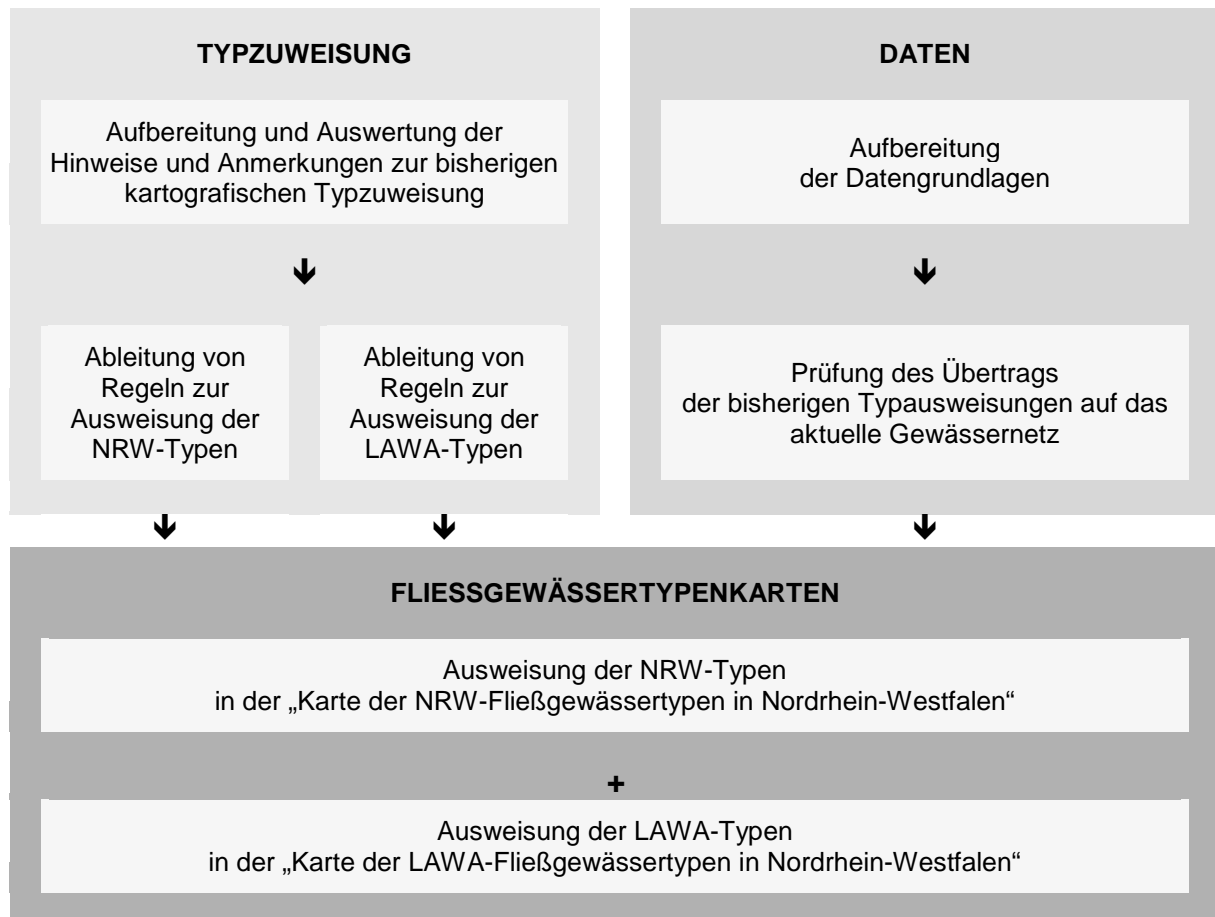 TYPZUWEISUNG
Aufbereitung und Auswertung der
Hinweise und Anmerkungen zur bisherigen
kartografischen Typzuweisung
Ableitung von
Regeln zur
Ausweisung der
NRW-Typen
Ableitung von
Regeln zur
Ausweisung der
LAWA-Typen
DATEN
Aufbereitung
der Datengrundlagen
Prüfung des Übertrags
der bisherigen Typausweisungen auf das
aktuelle Gewässernetz
FLIESSGEWÄSSERTYPENKARTEN
Ausweisung der NRW-Typen
in der „Karte der NRW-Fließgewässertypen in Nordrhein-Westfalen“
+
Ausweisung der LAWA-Typen
in der „Karte der LAWA-Fließgewässertypen in Nordrhein-Westfalen“